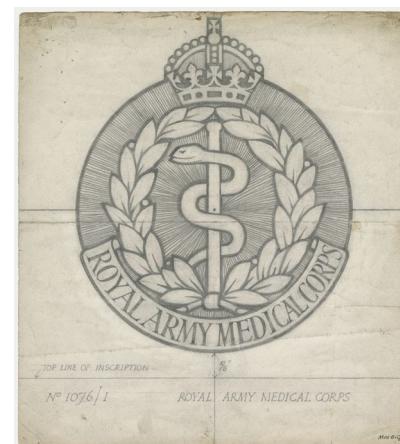 ROYAL ARMY MEDICAL CORPS
TOP LINE OF INSCRIPTION
Nº 1076/1 ROYAL ARMY MEDICAL CORPS